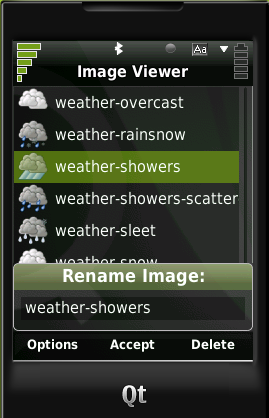 Aa
Image Viewer
weather-overcast
weather-rainsnow
weather-showers
weather-showers-scatter
weather-sleet
weather-snow
Rename Image:
weather-showers
Options Accept Delete
Qt